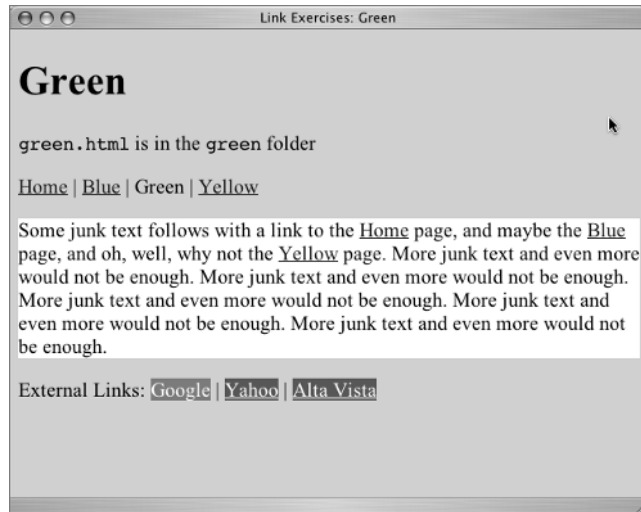 Link Exercises: Green
Green
green.html is in the green folder
Home | Blue | Green | Yellow
Some junk text follows with a link to the Home page, and maybe the Blue
page, and oh, well, why not the Yellow page. More junk text and even more
would not be enough. More junk text and even more would not be enough.
More junk text and even more would not be enough. More junk text and
even more would not be enough. More junk text and even more would not
be enough.
External Links: Google | Yahoo | Alta Vista